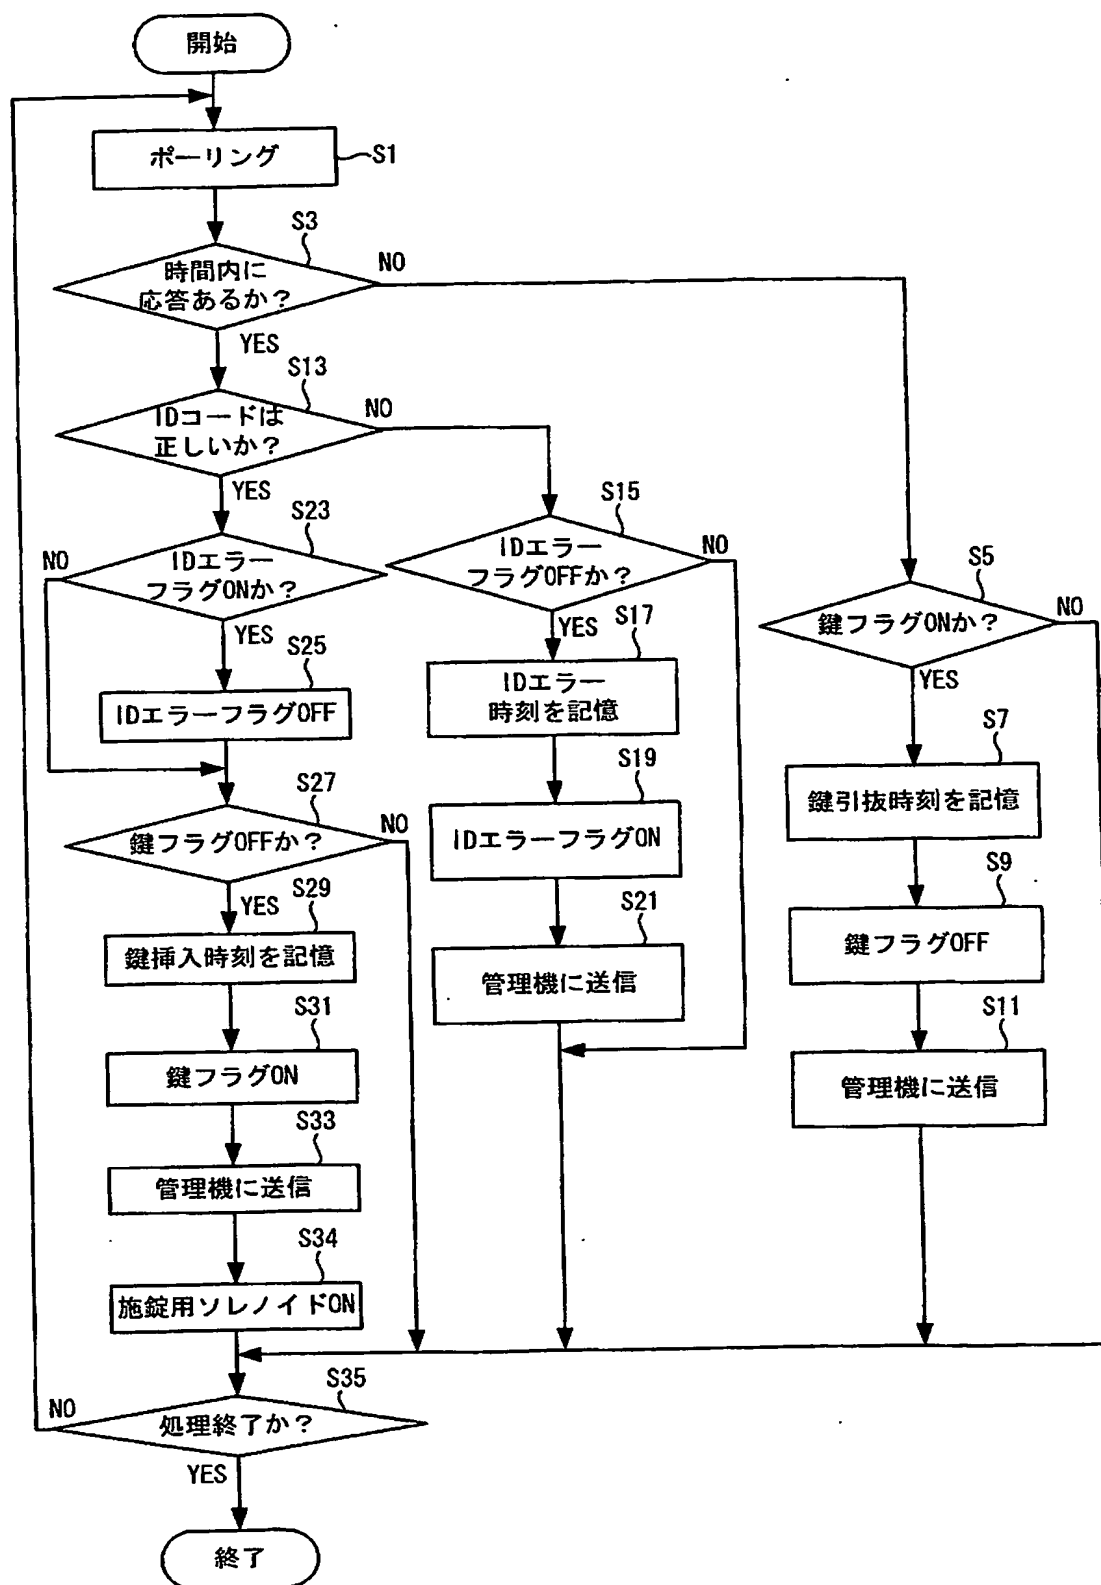 開始
ポーリング
S1
S3
時間内に
応答あるか?
NO
YES
S13
IDコードは
正しいか?
NO
YES
S23
IDエラー
フラグONか?
NO
YES
S25
IDエラーフラグOFF
S27
鍵フラグOFFか?
NO
YES
S29
鍵挿入時刻を記憶
S31
鍵フラグON
S33
管理機に送信
S34
施錠用ソレノイドON
S35
処理終了か?
NO
YES
終了
S15
IDエラー
フラグOFFか?
NO
YES
S17
IDエラー
時刻を記憶
S19
IDエラーフラグON
S21
管理機に送信
S5
鍵フラグONか?
NO
YES
S7
鍵引抜時刻を記憶
S9
鍵フラグOFF
S11
管理機に送信